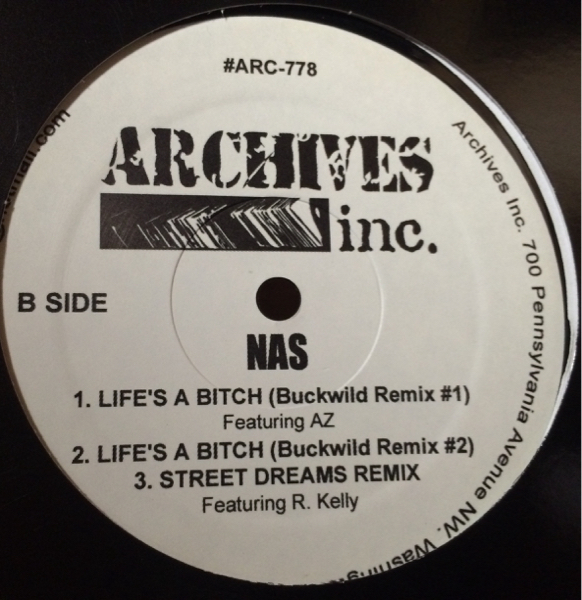 #ARC-778
ARCHIVES
inc.
B SIDE
NAS
1. LIFE'S A BITCH (Buckwild Remix #1)
Featuring AZ
2. LIFE'S A BITCH (Buckwild Remix #2)
3. STREET DREAMS REMIX
Featuring R. Kelly
Archives Inc. 700 Pennsylvania Avenue NW.